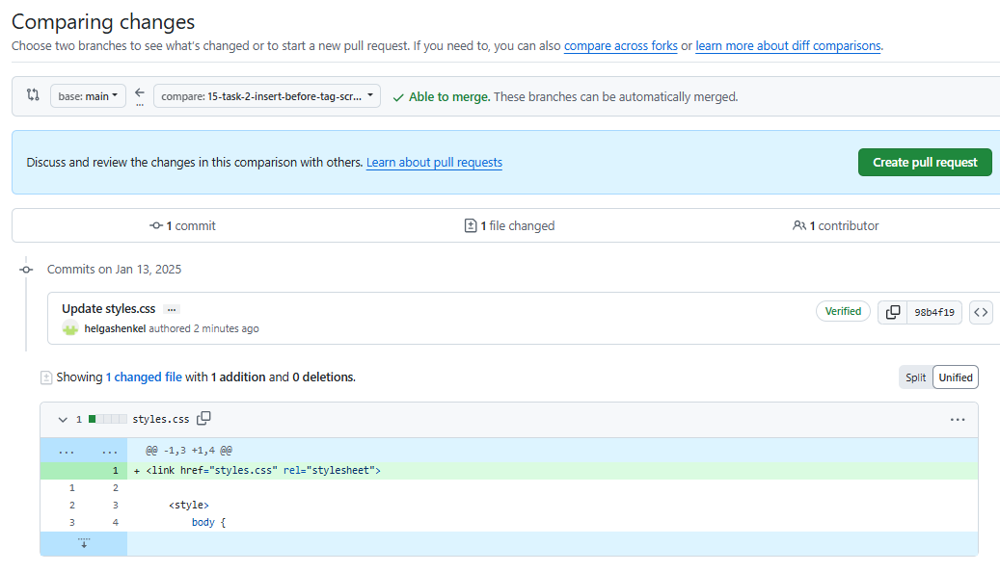 Comparing changes
Choose two branches to see what's changed or to start a new pull request. If you need to, you can also compare across forks or learn more about diff comparisons.
base: main ... compare: 15-task-2-insert-before-tag-scr... Able to merge. These branches can be automatically merged.
Discuss and review the changes in this comparison with others. Learn about pull requests Create pull request
1 commit 1 file changed 1 contributor
Commits on Jan 13, 2025
Update styles.css ... Verified 98b4f19
helgashenkel authored 2 minutes ago
Showing 1 changed file with 1 addition and 0 deletions. Split Unified
1 styles.css ...
... ... @@ -1,3 +1,4 @@
1 + <link href="styles.css" rel="stylesheet">
1 2
2 3 <style>
3 4 body {